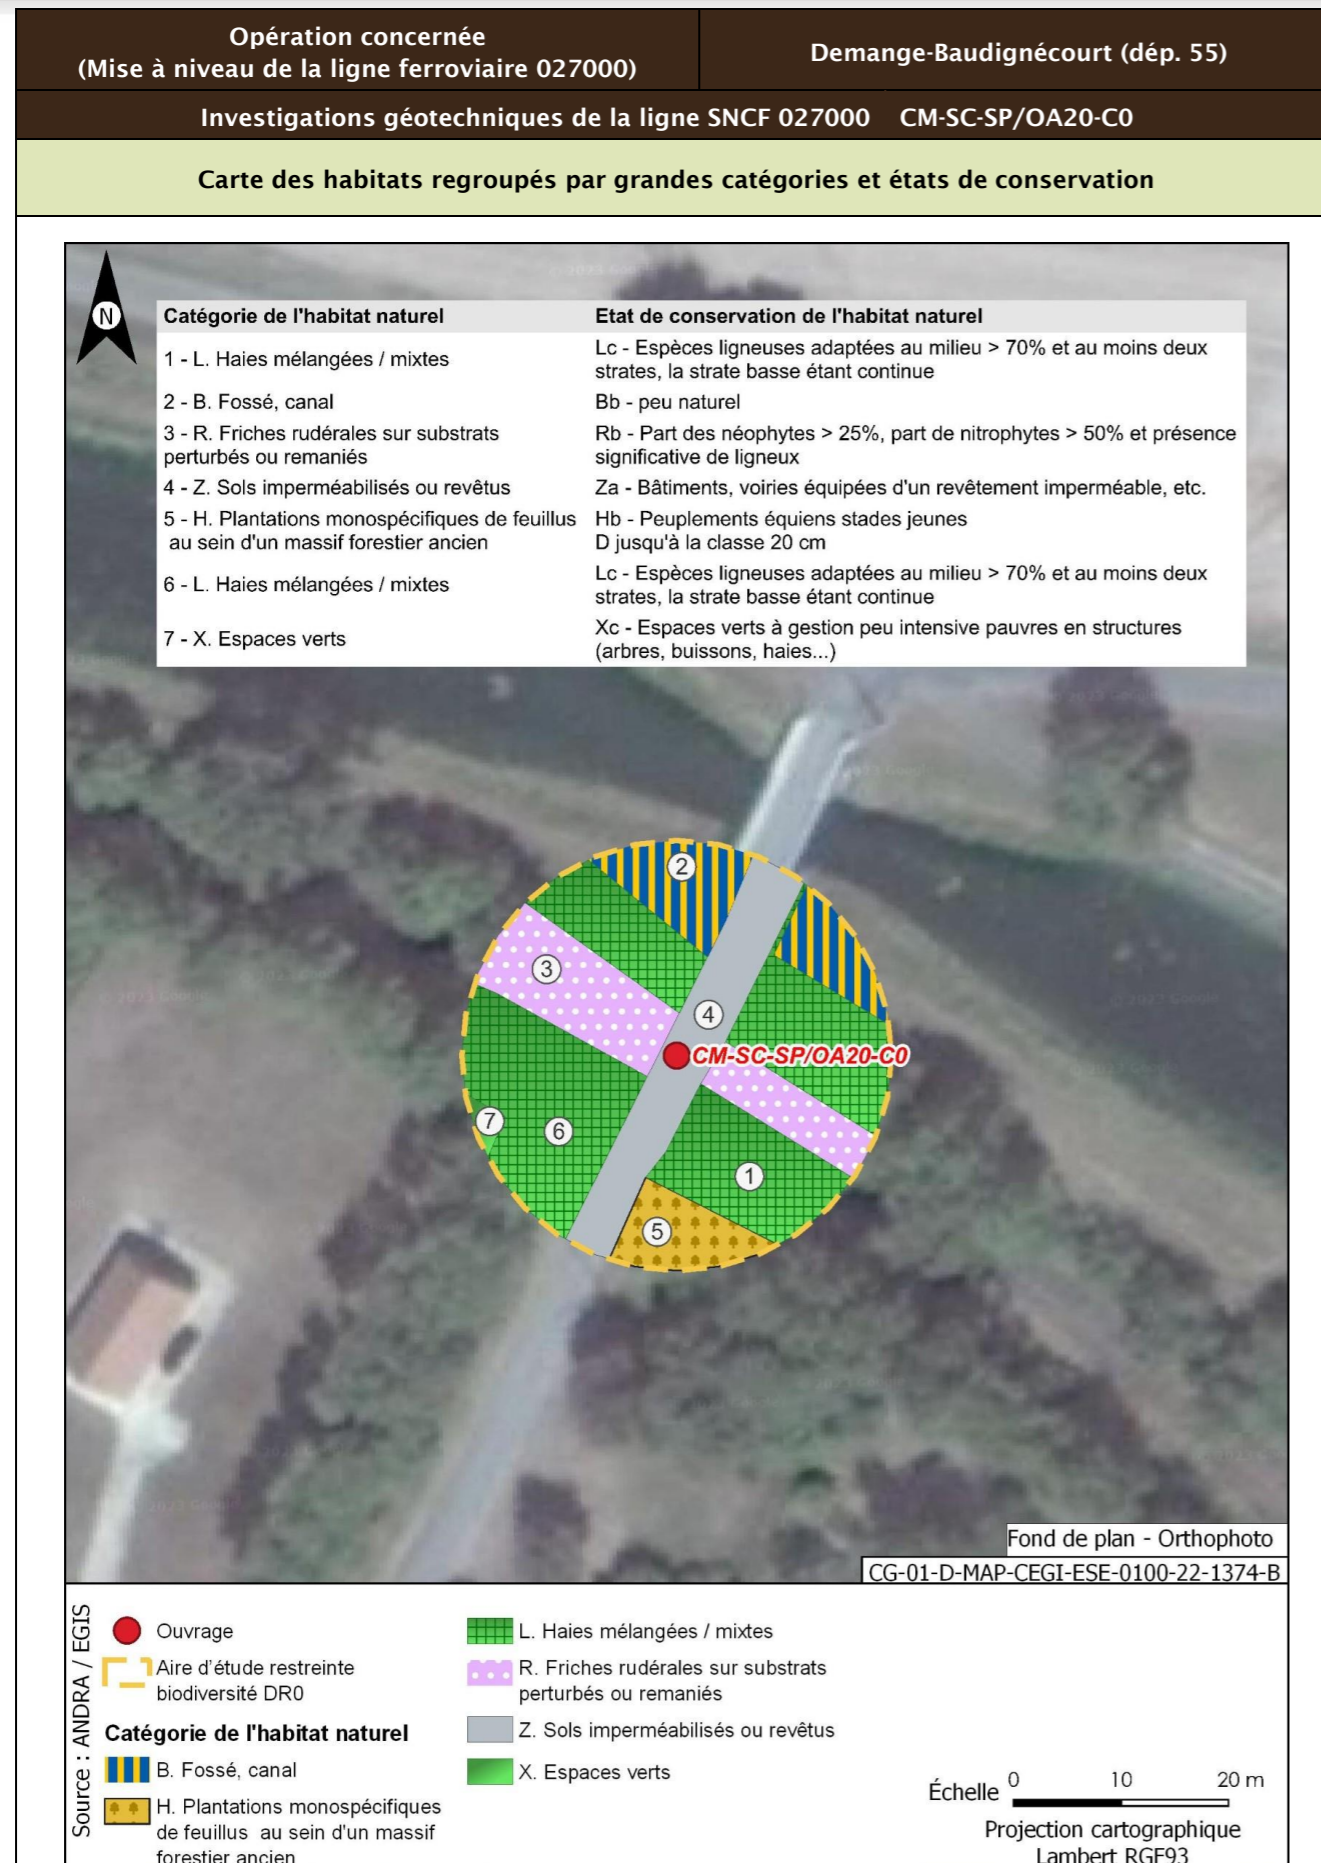 Opération concernée
(Mise à niveau de la ligne ferroviaire 027000)
Demange-Baudignécourt (dép. 55)
Investigations géotechniques de la ligne SNCF 027000 CM-SC-SP/OA20-C0
Carte des habitats regroupés par grandes catégories et états de conservation
N
Catégorie de l'habitat naturel
Etat de conservation de l'habitat naturel
1 - L. Haies mélangées / mixtes
Lc - Espèces ligneuses adaptées au milieu > 70% et au moins deux
strates, la strate basse étant continue
2 - B. Fossé, canal
Bb - peu naturel
3 - R. Friches rudérales sur substrats
perturbés ou remaniés
Rb - Part des néophytes > 25%, part de nitrophytes > 50% et présence
significative de ligneux
4 - Z. Sols imperméabilisés ou revêtus
Za - Bâtiments, voiries équipées d'un revêtement imperméable, etc.
5 - H. Plantations monospécifiques de feuillus
au sein d'un massif forestier ancien
Hb - Peuplements équiens stades jeunes
D jusqu'à la classe 20 cm
6 - L. Haies mélangées / mixtes
Lc - Espèces ligneuses adaptées au milieu > 70% et au moins deux
strates, la strate basse étant continue
7 - X. Espaces verts
Xc - Espaces verts à gestion peu intensive pauvres en structures
(arbres, buissons, haies...)
2
3
4
CM-SC-SP/OA20-C0
7
6
1
5
Fond de plan - Orthophoto
CG-01-D-MAP-CEGI-ESE-0100-22-1374-B
Source : ANDRA / EGIS
Ouvrage
Aire d'étude restreinte
biodiversité DR0
Catégorie de l'habitat naturel
B. Fossé, canal
H. Plantations monospécifiques
de feuillus au sein d'un massif
forestier ancien
L. Haies mélangées / mixtes
R. Friches rudérales sur substrats
perturbés ou remaniés
Z. Sols imperméabilisés ou revêtus
X. Espaces verts
Échelle 0 10 20 m
Projection cartographique
Lambert RGF93